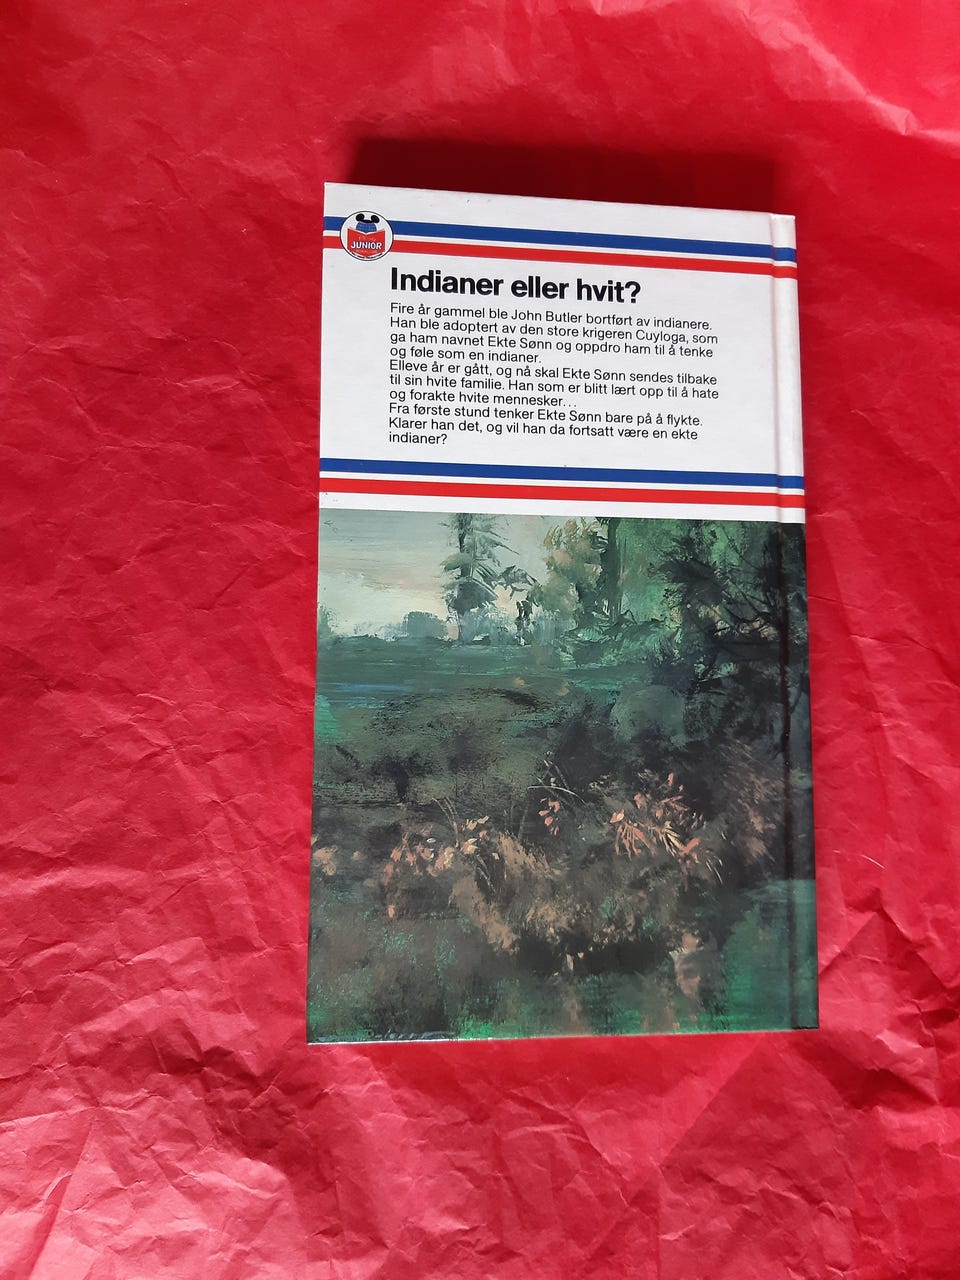 JUNIOR
Indianer eller hvit?
Fire år gammel ble John Butler bortført av indianere.
Han ble adoptert av den store krigeren Cuyloga, som
ga ham navnet Ekte Sønn og oppdro ham til å tenke
og føle som en indianer.
Elleve år er gått, og nå skal Ekte Sønn sendes tilbake
til sin hvite familie. Han som er blitt lært opp til å hate
og forakte hvite mennesker...
Fra første stund tenker Ekte Sønn bare på å flykte.
Klarer han det, og vil han da fortsatt være en ekte
indianer?